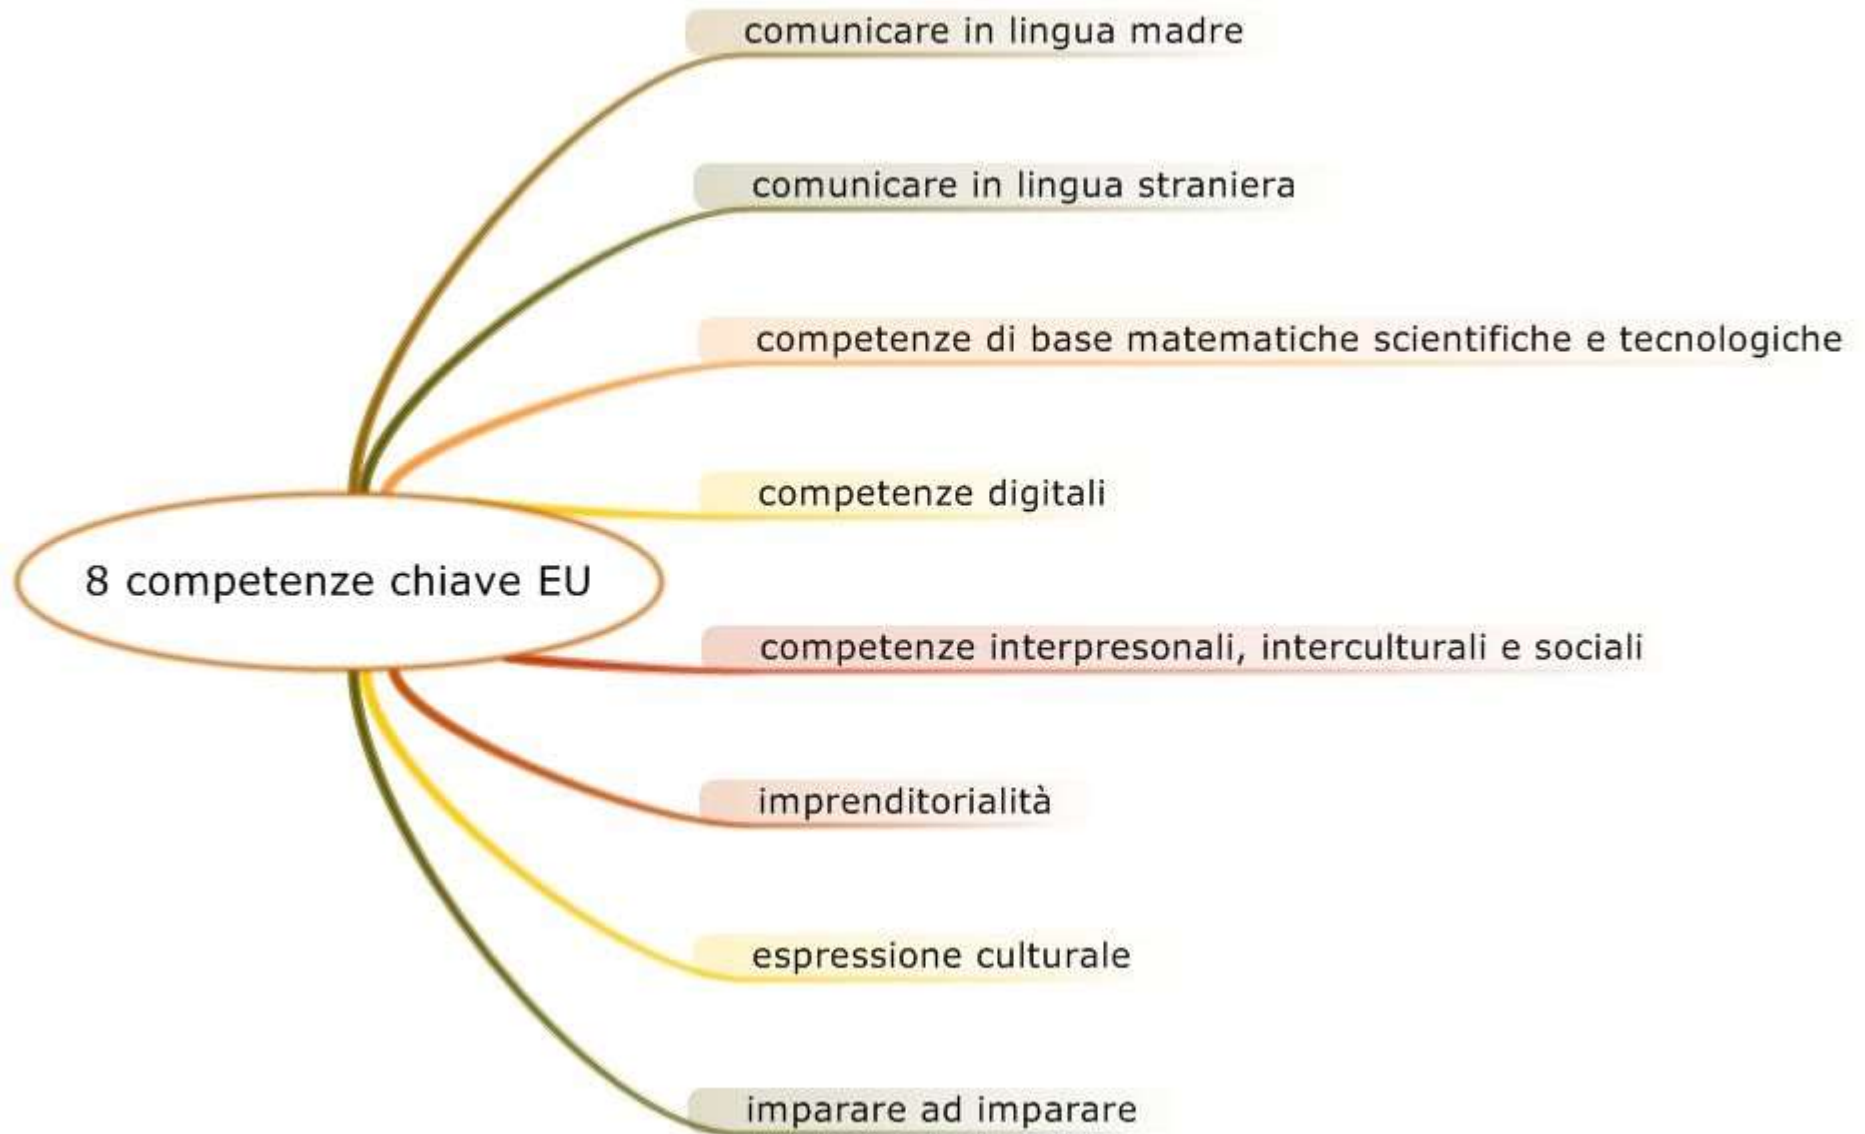 comunicare in lingua madre
comunicare in lingua straniera
competenze di base matematiche scientifiche e tecnologiche
competenze digitali
8 competenze chiave EU
competenze interpresonali, interculturali e sociali
imprenditorialità
espressione culturale
imparare ad imparare